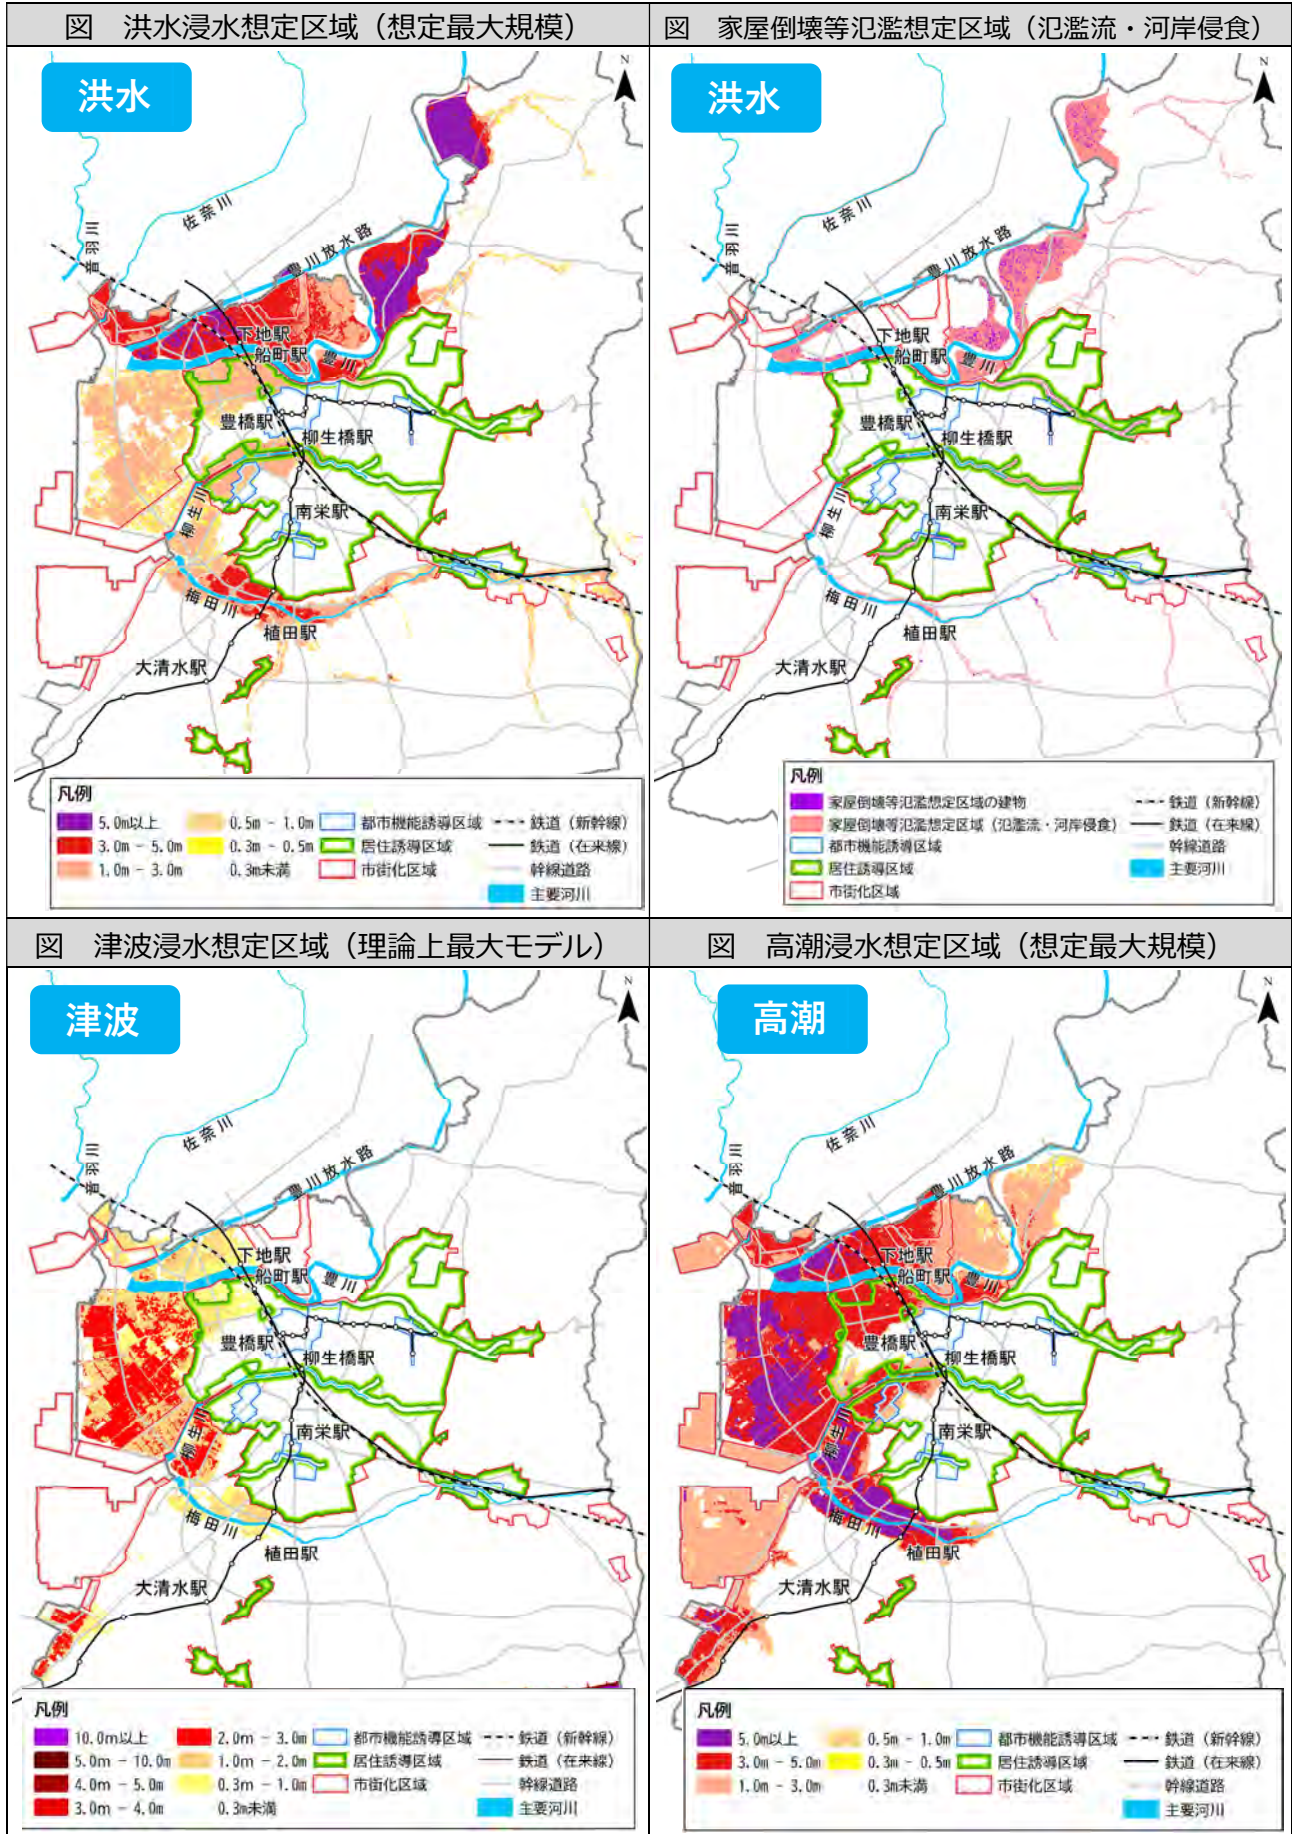 図 洪水浸水想定区域（想定最大規模）
洪水
N
音羽川
佐奈川
豊川放水路
下地駅
船町駅
豊川
豊橋駅
柳生橋駅
柳生川
南栄駅
梅田川
植田駅
大清水駅
凡例
5.0m以上
3.0m - 5.0m
1.0m - 3.0m
0.5m - 1.0m
0.3m - 0.5m
0.3m未満
都市機能誘導区域
居住誘導区域
市街化区域
鉄道（新幹線）
鉄道（在来線）
幹線道路
主要河川
図 家屋倒壊等氾濫想定区域（氾濫流・河岸侵食）
洪水
N
音羽川
佐奈川
豊川放水路
下地駅
船町駅
豊川
豊橋駅
柳生橋駅
柳生川
南栄駅
梅田川
植田駅
大清水駅
凡例
家屋倒壊等氾濫想定区域の建物
家屋倒壊等氾濫想定区域（氾濫流・河岸侵食）
都市機能誘導区域
居住誘導区域
市街化区域
鉄道（新幹線）
鉄道（在来線）
幹線道路
主要河川
図 津波浸水想定区域（理論上最大モデル）
津波
N
音羽川
佐奈川
豊川放水路
下地駅
船町駅
豊川
豊橋駅
柳生橋駅
柳生川
南栄駅
梅田川
植田駅
大清水駅
凡例
10.0m以上
5.0m - 10.0m
4.0m - 5.0m
3.0m - 4.0m
2.0m - 3.0m
1.0m - 2.0m
0.3m - 1.0m
0.3m未満
都市機能誘導区域
居住誘導区域
市街化区域
鉄道（新幹線）
鉄道（在来線）
幹線道路
主要河川
図 高潮浸水想定区域（想定最大規模）
高潮
N
音羽川
佐奈川
豊川放水路
下地駅
船町駅
豊川
豊橋駅
柳生橋駅
柳生川
南栄駅
梅田川
植田駅
大清水駅
凡例
5.0m以上
3.0m - 5.0m
1.0m - 3.0m
0.5m - 1.0m
0.3m - 0.5m
0.3m未満
都市機能誘導区域
居住誘導区域
市街化区域
鉄道（新幹線）
鉄道（在来線）
幹線道路
主要河川